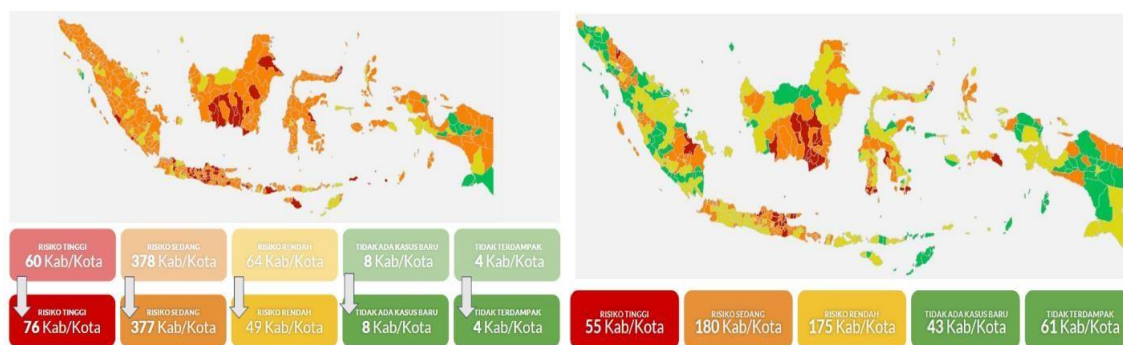 RISIKO TINGGI
60 Kab/Kota
RISIKO SEDANG
378 Kab/Kota
RISIKO RENDAH
64 Kab/Kota
TIDAK ADA KASUS BARU
8 Kab/Kota
TIDAK TERDAMPAK
4 Kab/Kota
RISIKO TINGGI
76 Kab/Kota
RISIKO SEDANG
377 Kab/Kota
RISIKO RENDAH
49 Kab/Kota
TIDAK ADA KASUS BARU
8 Kab/Kota
TIDAK TERDAMPAK
4 Kab/Kota
RISIKO TINGGI
55 Kab/Kota
RISIKO SEDANG
180 Kab/Kota
RISIKO RENDAH
175 Kab/Kota
TIDAK ADA KASUS BARU
43 Kab/Kota
TIDAK TERDAMPAK
61 Kab/Kota